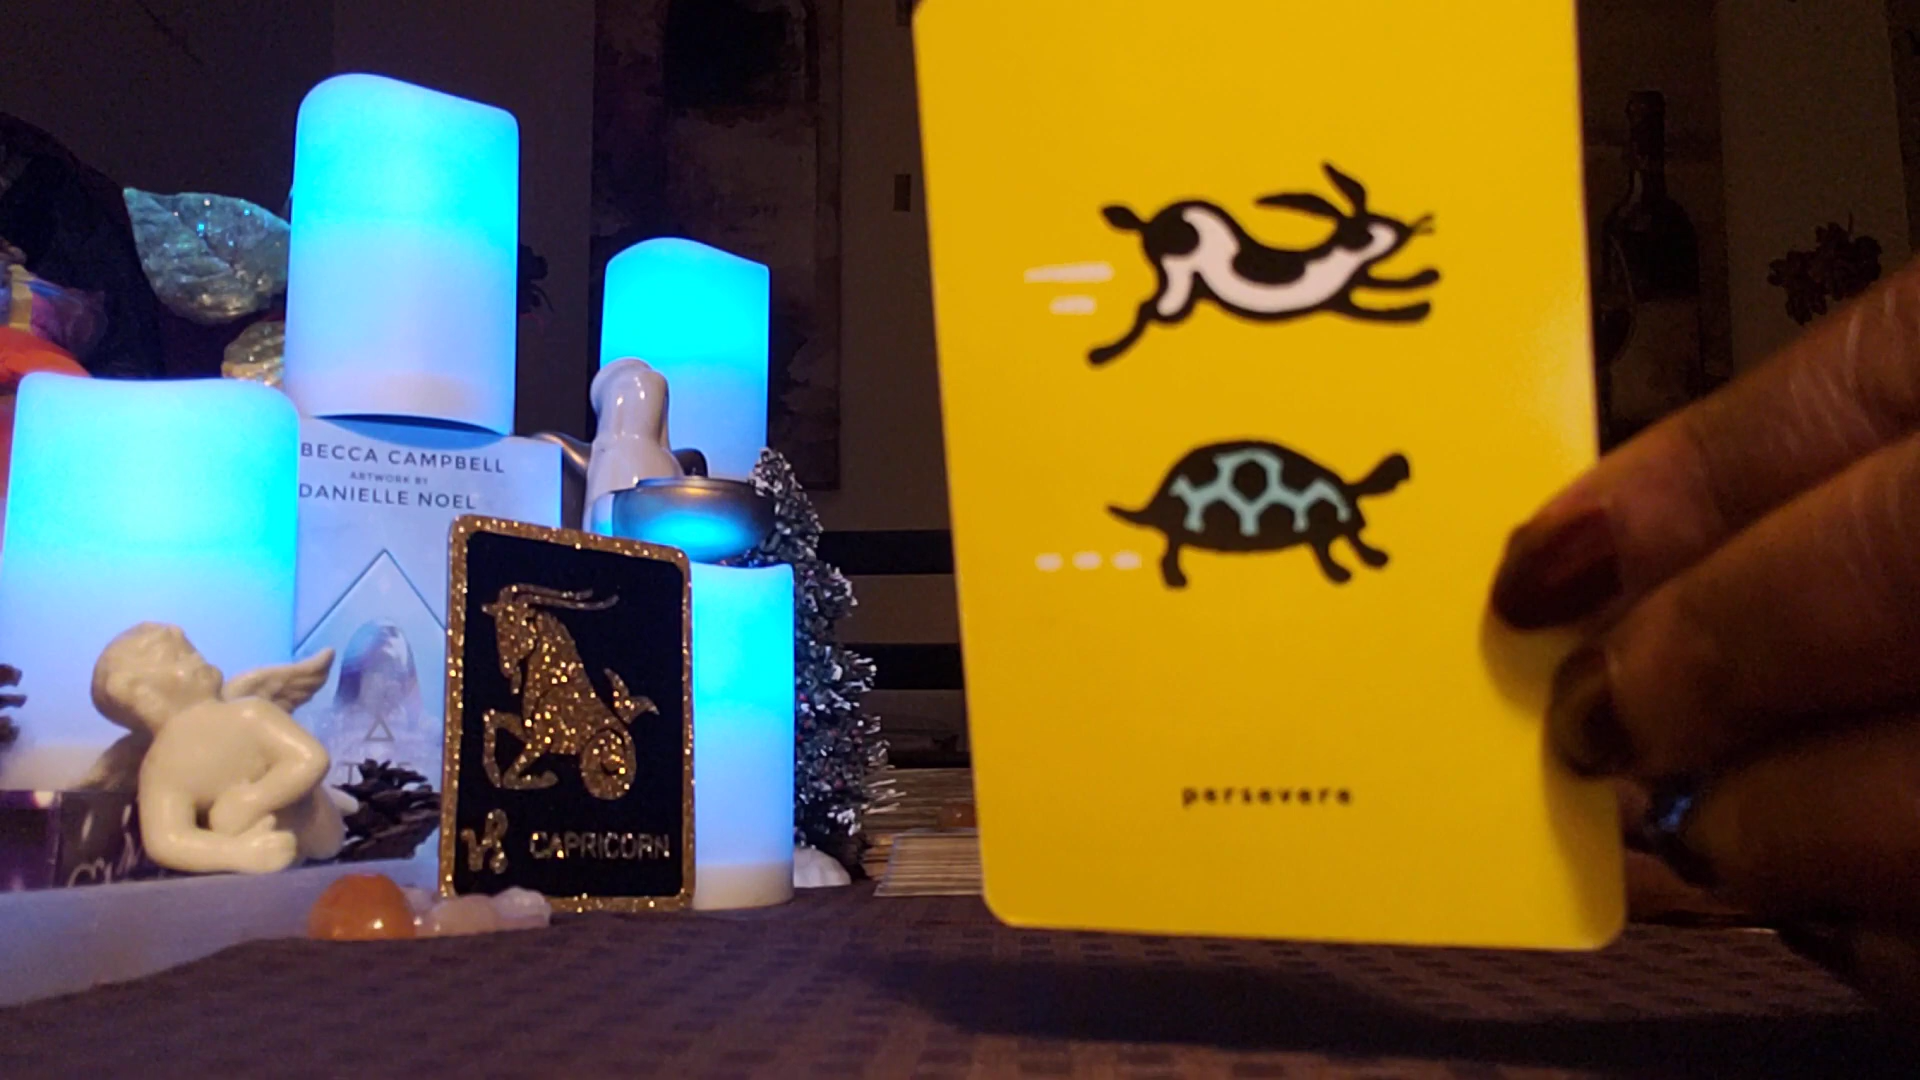 BECCA CAMPBELL
ARTWORK BY
DANIELLE NOEL
CAPRICORN
persevere